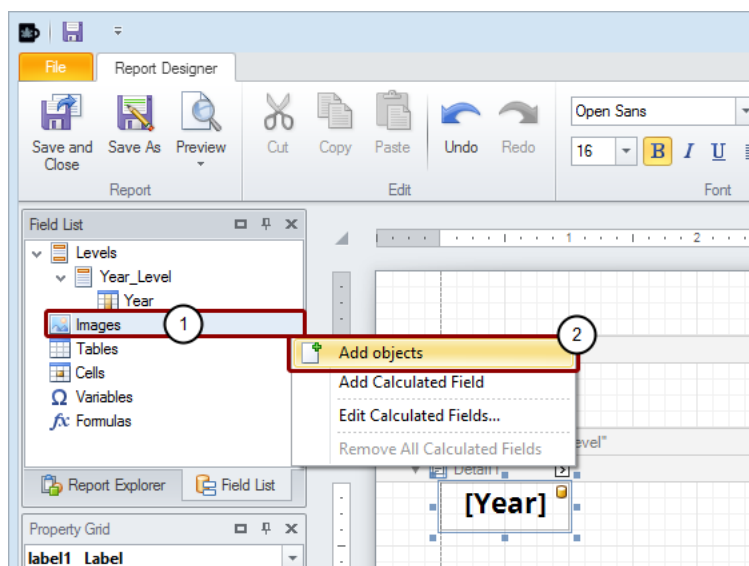 File Report Designer
Save and Close Save As Preview Cut Copy Paste Undo Redo
Open Sans
16 B I U
Report Edit Font
Field List
1 2
Levels
Year_Level
Year
Images 1
2
Add objects
Tables
Add Calculated Field
Cells
Variables
Edit Calculated Fields...
Formulas
evel"
Remove All Calculated Fields
Detail1
Report Explorer Field List
[Year]
Property Grid
label1 Label